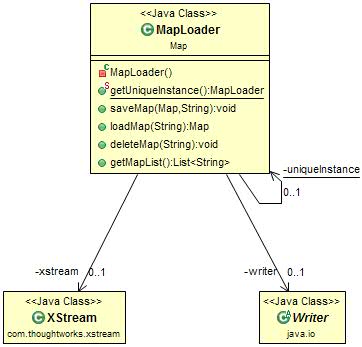 <<Java Class>>
MapLoader
Map
MapLoader()
getUniqueInstance():MapLoader
saveMap(Map,String):void
loadMap(String):Map
deleteMap(String):void
getMapList():List<String>
-uniqueInstance
0..1
-xstream 0..1
-writer 0..1
<<Java Class>>
XStream
com.thoughtworks.xstream
<<Java Class>>
Writer
java.io